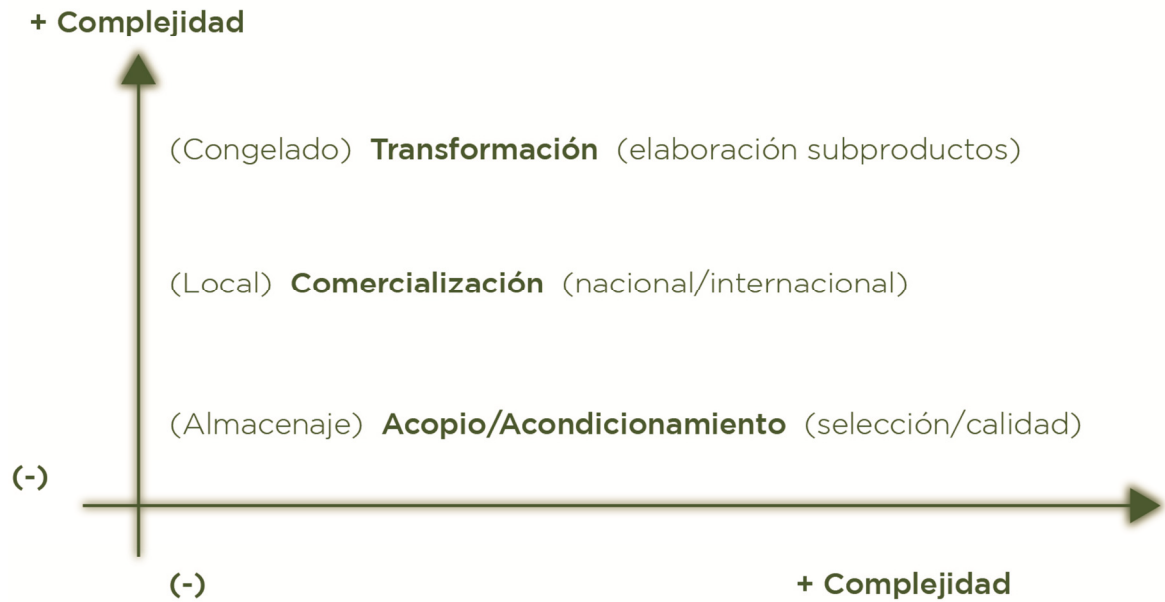 + Complejidad
(Congelado) Transformación (elaboración subproductos)
(Local) Comercialización (nacional/internacional)
(Almacenaje) Acopio/Acondicionamiento (selección/calidad)
(-)
(-)
+ Complejidad